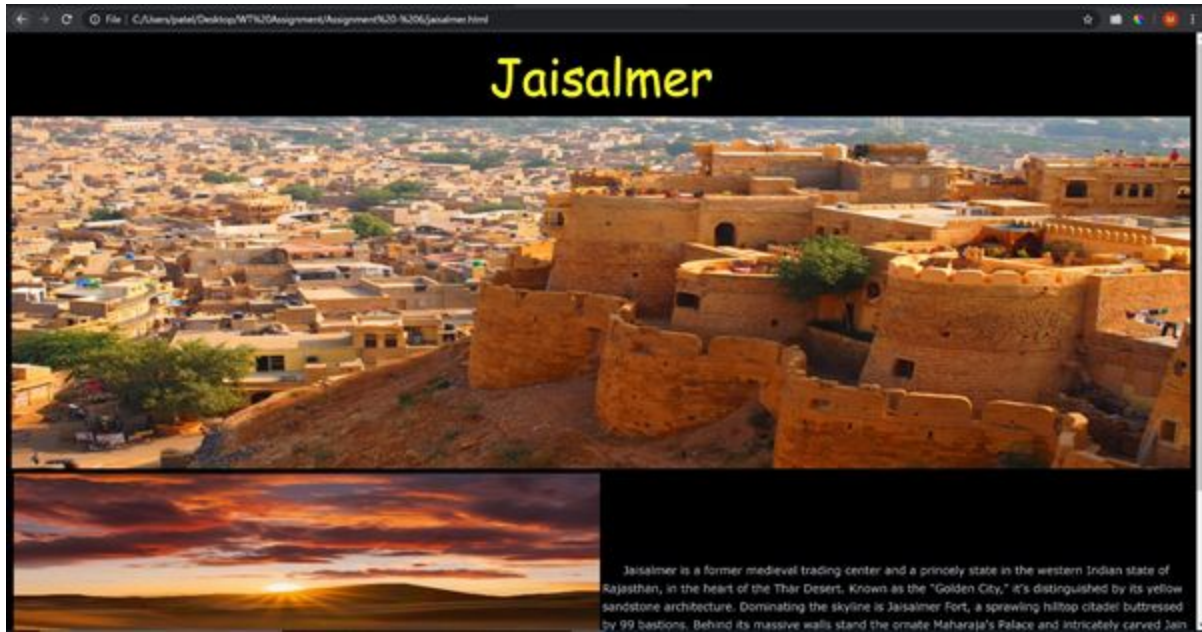 File | C:/Users/patel/Desktop/WT%20Assignment/Assignment%20-%206/jaisalmer.html
Jaisalmer
Jaisalmer is a former medieval trading center and a princely state in the western Indian state of
Rajasthan, in the heart of the Thar Desert. Known as the "Golden City," it's distinguished by its yellow
sandstone architecture. Dominating the skyline is Jaisalmer Fort, a sprawling hilltop citadel buttressed
by 99 bastions. Behind its massive walls stand the ornate Maharaja's Palace and intricately carved Jain